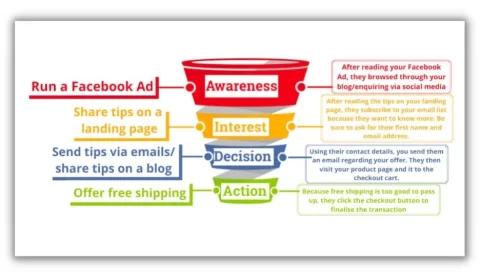 Run a Facebook Ad
Awareness
After reading your Facebook
Ad, they browsed through your
blog/enquiring via social media
Share tips on a
landing page
Interest
After reading the tips on your landing
page, they subscribe to your email list
because they want to know more. Be
sure to ask for their first name and
email address.
Send tips via emails/
share tips on a blog
Decision
Using their contact details, you send them
an email regarding your offer. They then
visit your product page and it to the
checkout cart.
Offer free shipping
Action
Because free shipping is too good to pass
up, they click the checkout button to
finalise the transaction